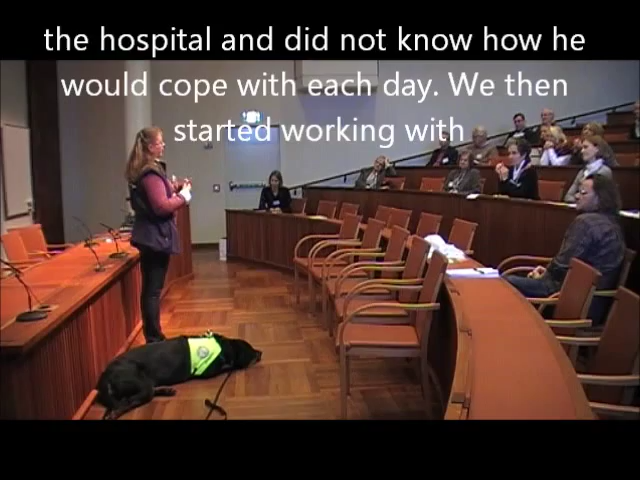 the hospital and did not know how he
would cope with each day. We then
started working with